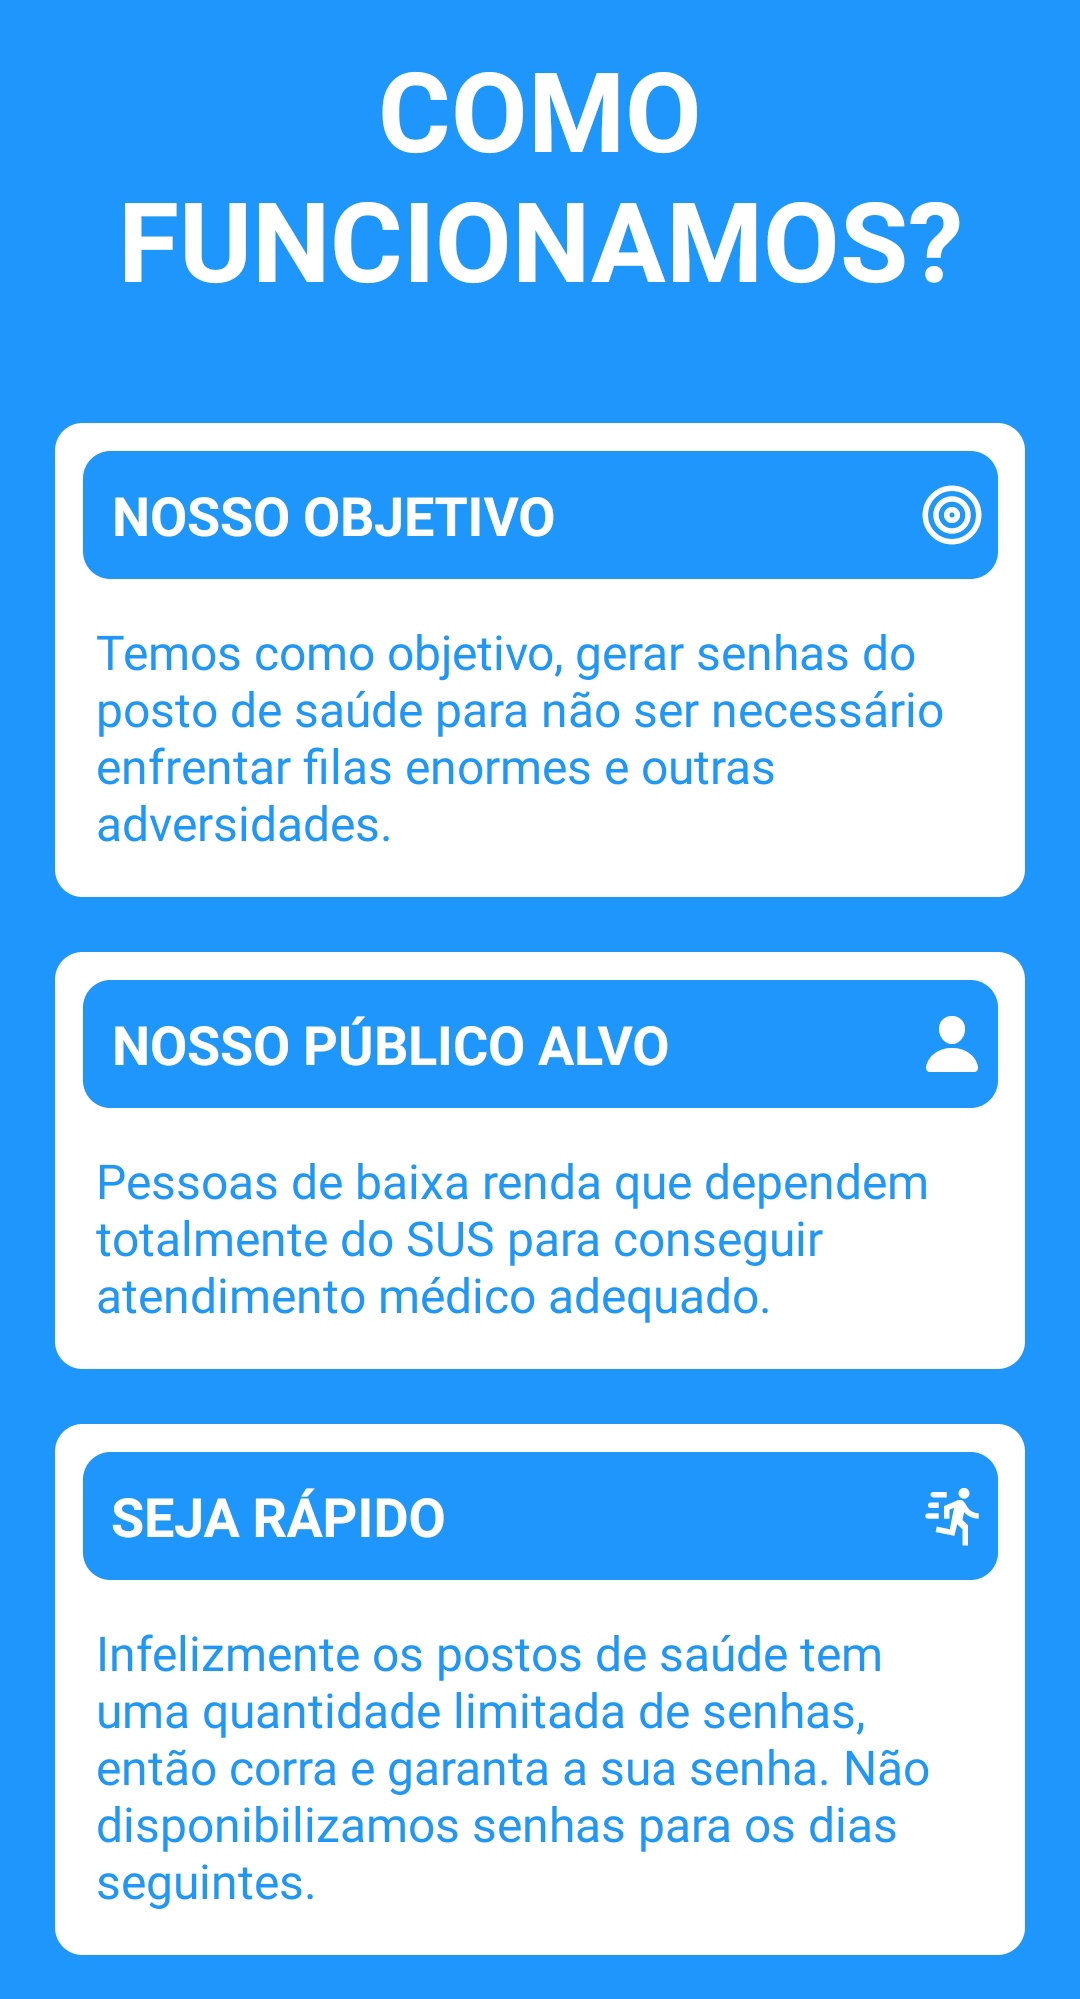 COMO
FUNCIONAMOS?
NOSSO OBJETIVO
Temos como objetivo, gerar senhas do
posto de saúde para não ser necessário
enfrentar filas enormes e outras
adversidades.
NOSSO PÚBLICO ALVO
Pessoas de baixa renda que dependem
totalmente do SUS para conseguir
atendimento médico adequado.
SEJA RÁPIDO
Infelizmente os postos de saúde tem
uma quantidade limitada de senhas,
então corra e garanta a sua senha. Não
disponibilizamos senhas para os dias
seguintes.